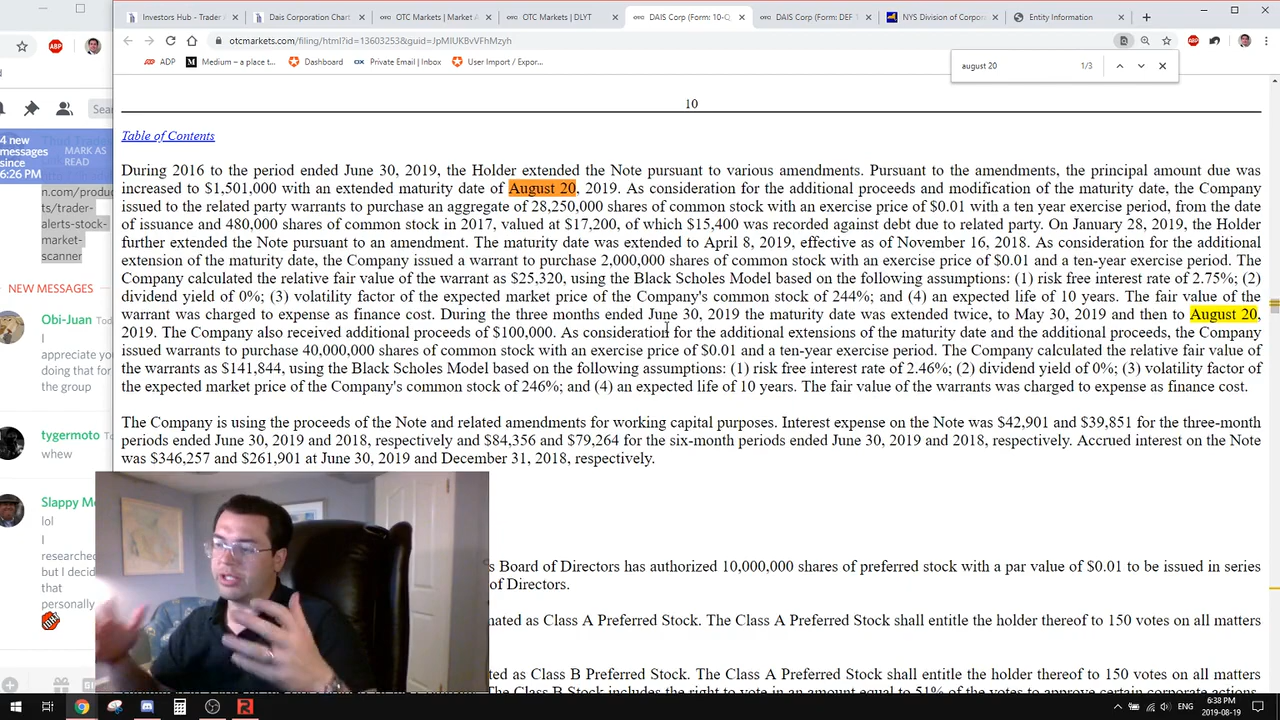 Investors Hub - Trader
Dais Corporation Chart
OTC Markets | Market A
OTC Markets | DLYT
DAIS Corp (Form: 10-Q
DAIS Corp (Form: DEF 1
NYS Division of Corpor
Entity Information
otcmarkets.com/filing/html?id=13603253&guid=JpMIUKBvVFhMzyh
ADP
Medium – a place t...
Dashboard
Private Email | Inbox
User Import / Expor...
august 20
1/3
Sea
4 new
messages
since
6:26 PM
MARK AS
READ
n.com/produc
ts/trader-
alerts-stock-
market-
scanner
NEW MESSAGES
Obi-Juan Tod
I
appreciate you
doing that for
the group
tygermoto To
whew
Slappy M
lol
I
researched
but I did
that
personally
10
Table of Contents
During 2016 to the period ended June 30, 2019, the Holder extended the Note pursuant to various amendments. Pursuant to the amendments, the principal amount due was
increased to $1,501,000 with an extended maturity date of August 20, 2019. As consideration for the additional proceeds and modification of the maturity date, the Company
issued to the related party warrants to purchase an aggregate of 28,250,000 shares of common stock with an exercise price of $0.01 with a ten year exercise period, from the date
of issuance and 480,000 shares of common stock in 2017, valued at $17,200, of which $15,400 was recorded against debt due to related party. On January 28, 2019, the Holder
further extended the Note pursuant to an amendment. The maturity date was extended to April 8, 2019, effective as of November 16, 2018. As consideration for the additional
extension of the maturity date, the Company issued a warrant to purchase 2,000,000 shares of common stock with an exercise price of $0.01 and a ten-year exercise period. The
Company calculated the relative fair value of the warrant as $25,320, using the Black Scholes Model based on the following assumptions: (1) risk free interest rate of 2.75%; (2)
dividend yield of 0%; (3) volatility factor of the expected market price of the Company's common stock of 244%; and (4) an expected life of 10 years. The fair value of the
warrant was charged to expense as finance cost. During the three months ended June 30, 2019 the maturity date was extended twice, to May 30, 2019 and then to August 20,
2019. The Company also received additional proceeds of $100,000. As consideration for the additional extensions of the maturity date and the additional proceeds, the Company
issued warrants to purchase 40,000,000 shares of common stock with an exercise price of $0.01 and a ten-year exercise period. The Company calculated the relative fair value of
the warrants as $141,844, using the Black Scholes Model based on the following assumptions: (1) risk free interest rate of 2.46%; (2) dividend yield of 0%; (3) volatility factor of
the expected market price of the Company's common stock of 246%; and (4) an expected life of 10 years. The fair value of the warrants was charged to expense as finance cost.
The Company is using the proceeds of the Note and related amendments for working capital purposes. Interest expense on the Note was $42,901 and $39,851 for the three-month
periods ended June 30, 2019 and 2018, respectively and $84,356 and $79,264 for the six-month periods ended June 30, 2019 and 2018, respectively. Accrued interest on the Note
was $346,257 and $261,901 at June 30, 2019 and December 31, 2018, respectively.
s Board of Directors has authorized 10,000,000 shares of preferred stock with a par value of $0.01 to be issued in series
of Directors.
nated as Class A Preferred Stock. The Class A Preferred Stock shall entitle the holder thereof to 150 votes on all matters
ted as Class B Preferred Stock. The Class A Preferred Stock shall entitle the holder thereof to 150 votes on all matters
ENG
6:38 PM
2019-08-19